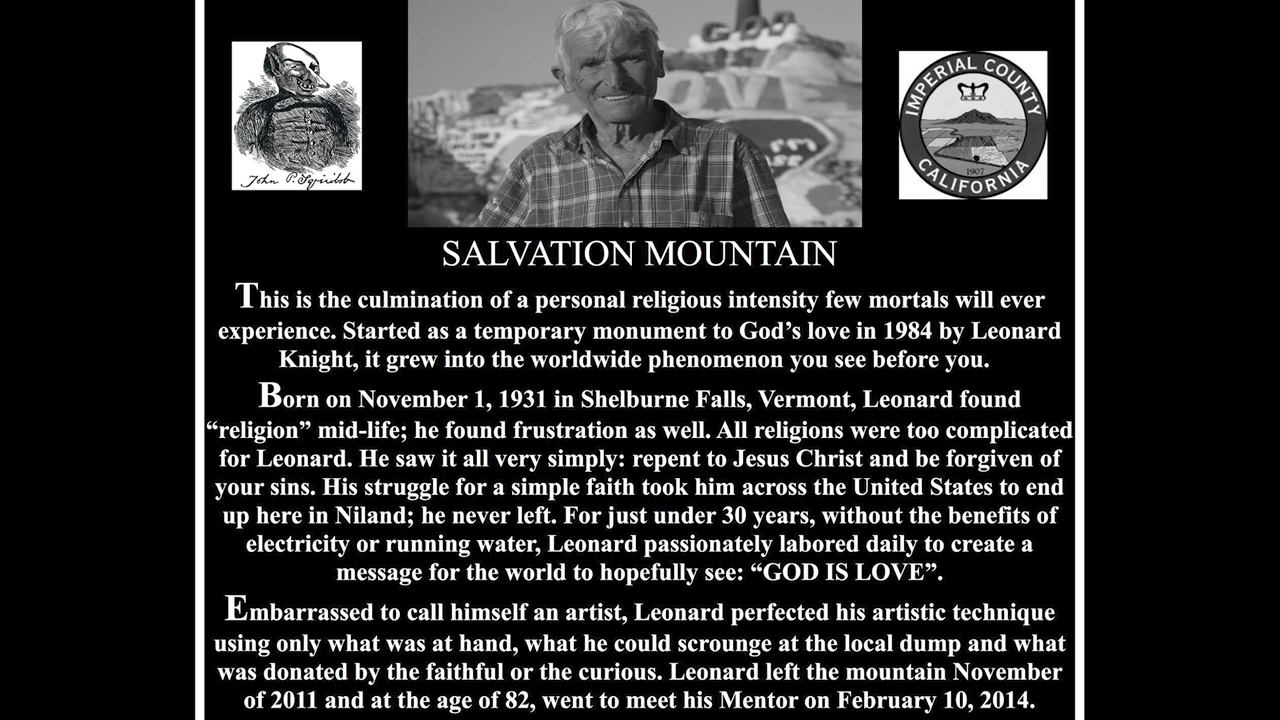 John P. Squibob
IMPERIAL COUNTY
1907
CALIFORNIA
GOD
SALVATION MOUNTAIN
This is the culmination of a personal religious intensity few mortals will ever
experience. Started as a temporary monument to God’s love in 1984 by Leonard
Knight, it grew into the worldwide phenomenon you see before you.
Born on November 1, 1931 in Shelburne Falls, Vermont, Leonard found
“religion” mid-life; he found frustration as well. All religions were too complicated
for Leonard. He saw it all very simply: repent to Jesus Christ and be forgiven of
your sins. His struggle for a simple faith took him across the United States to end
up here in Niland; he never left. For just under 30 years, without the benefits of
electricity or running water, Leonard passionately labored daily to create a
message for the world to hopefully see: “GOD IS LOVE”.
Embarrassed to call himself an artist, Leonard perfected his artistic technique
using only what was at hand, what he could scrounge at the local dump and what
was donated by the faithful or the curious. Leonard left the mountain November
of 2011 and at the age of 82, went to meet his Mentor on February 10, 2014.